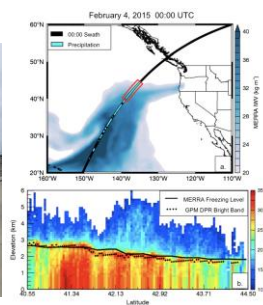 February 4, 2015 00:00 UTC
00:00 Swath
Precipitation
60°N
50°N
40°N
30°N
20°N
160°W
150°W
140°W
130°W
120°W
110°W
a.
40
36
32
28
24
20
MERRA IWV (kg m⁻²)
MERRA Freezing Level
GPM DPR Bright Band
Elevation (km)
6
5
4
3
2
1
0
b.
40.55
41.34
42.13
42.92
43.71
44.50
Latitude